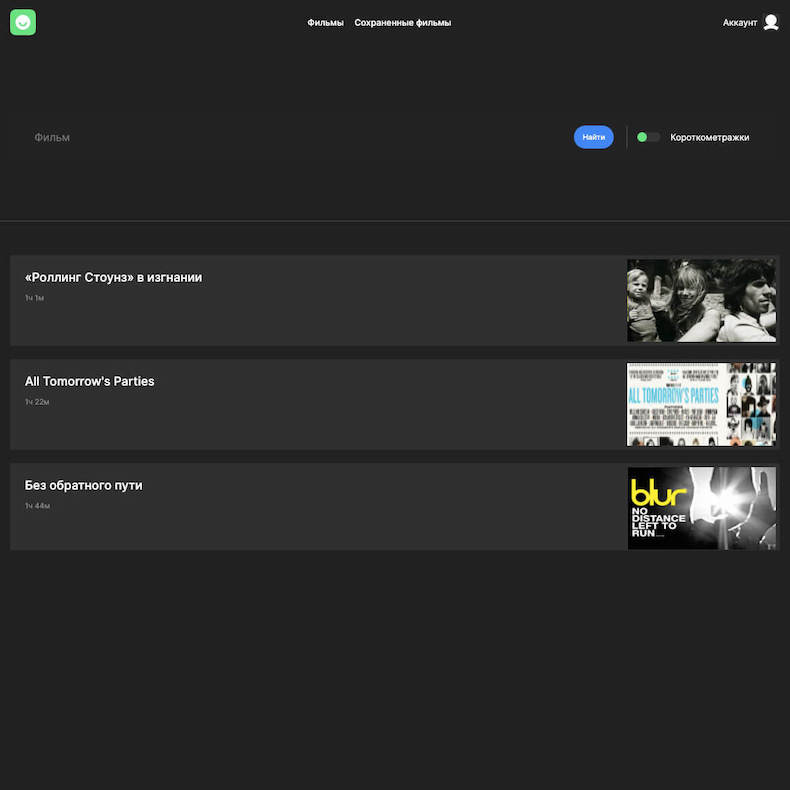 Фильмы Сохраненные фильмы Аккаунт
Фильм Найти Короткометражки
«Роллинг Стоунз» в изгнании
1ч 1м
All Tomorrow's Parties
1ч 22м
ALL TOMORROW'S PARTIES
Без обратного пути
1ч 44м
blur
NO
DISTANCE
LEFT TO
RUN